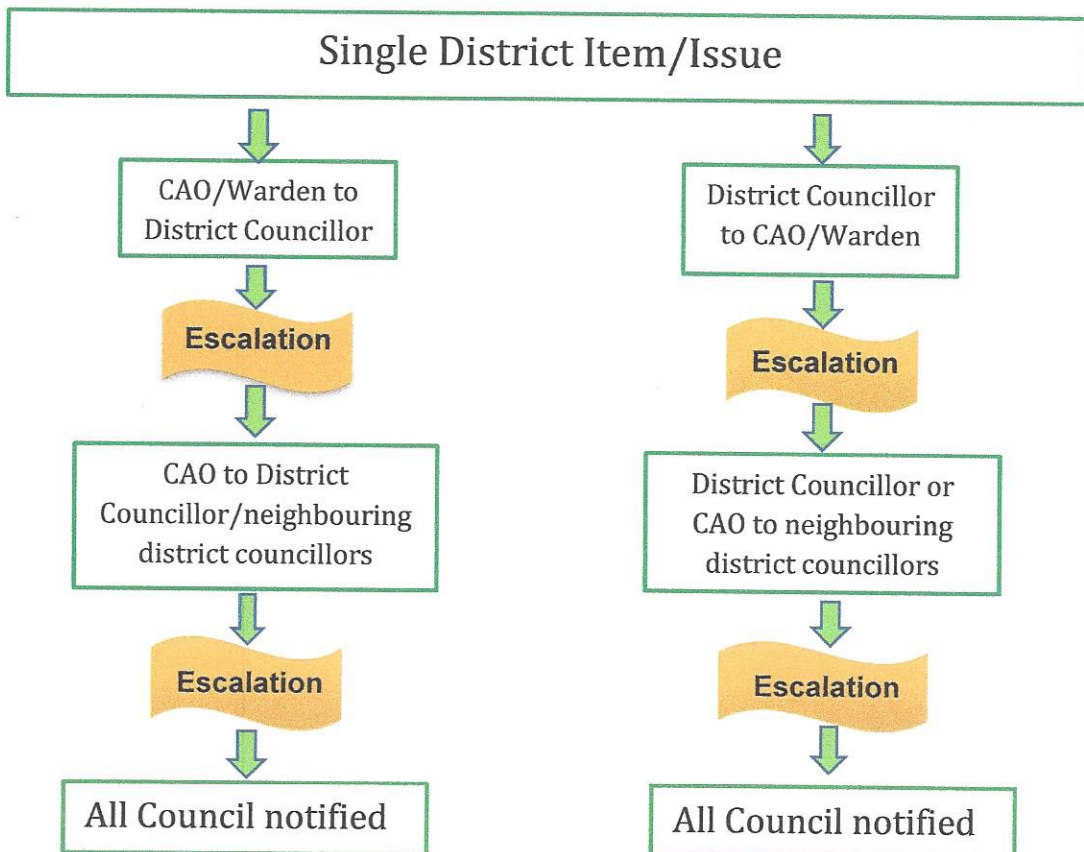 Single District Item/Issue
CAO/Warden to
District Councillor
Escalation
CAO to District
Councillor/neighbouring
district councillors
Escalation
All Council notified
District Councillor
to CAO/Warden
Escalation
District Councillor or
CAO to neighbouring
district councillors
Escalation
All Council notified